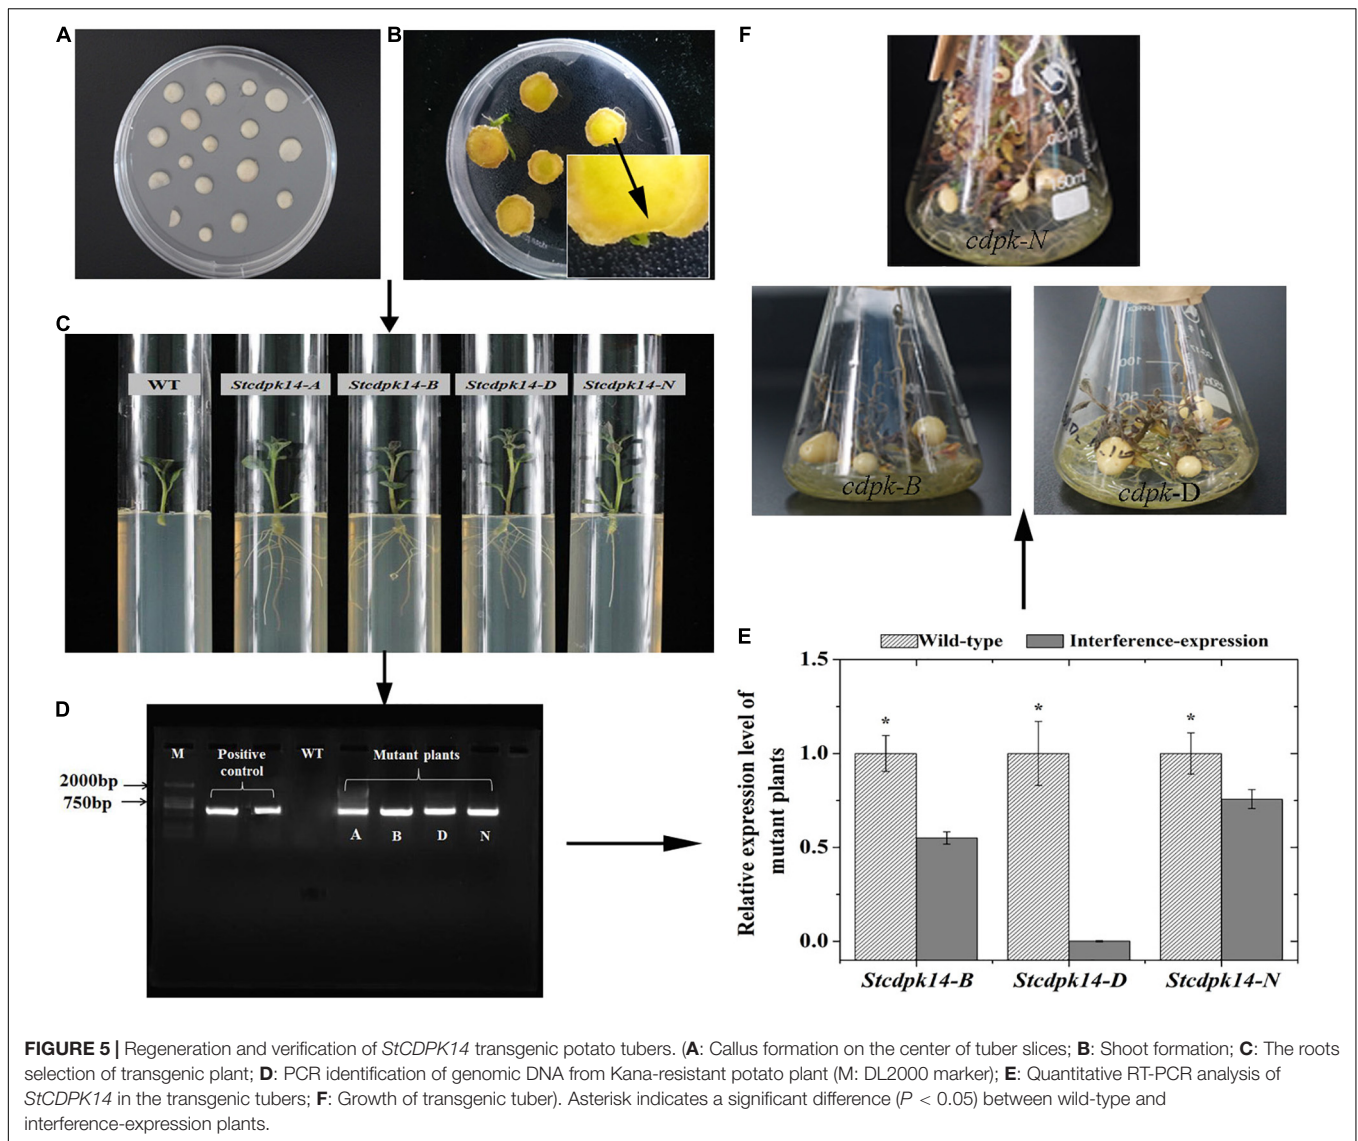 A
B
F
cdpk-N
150ml
cdpk-B
cdpk-D
C
WT
Stcdpk14-A
Stcdpk14-B
Stcdpk14-D
Stcdpk14-N
D
M
Positive
control
WT
Mutant plants
2000bp
750bp
A
B
D
N
E
Wild-type
Interference-expression
Relative expression level of
mutant plants
1.5
1.0
0.5
0.0
*
*
*
Stcdpk14-B
Stcdpk14-D
Stcdpk14-N
FIGURE 5 | Regeneration and verification of StCDPK14 transgenic potato tubers. (A: Callus formation on the center of tuber slices; B: Shoot formation; C: The roots
selection of transgenic plant; D: PCR identification of genomic DNA from Kana-resistant potato plant (M: DL2000 marker); E: Quantitative RT-PCR analysis of
StCDPK14 in the transgenic tubers; F: Growth of transgenic tuber). Asterisk indicates a significant difference (P < 0.05) between wild-type and
interference-expression plants.